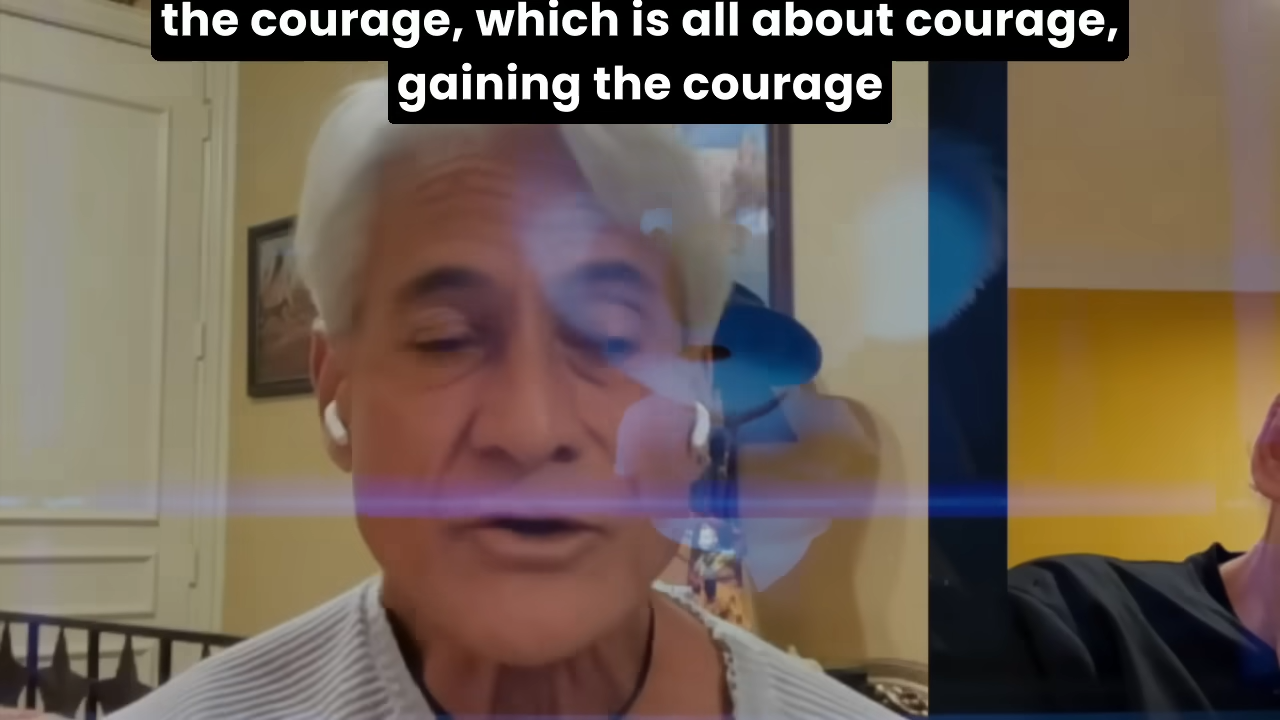 the courage, which is all about courage,
gaining the courage